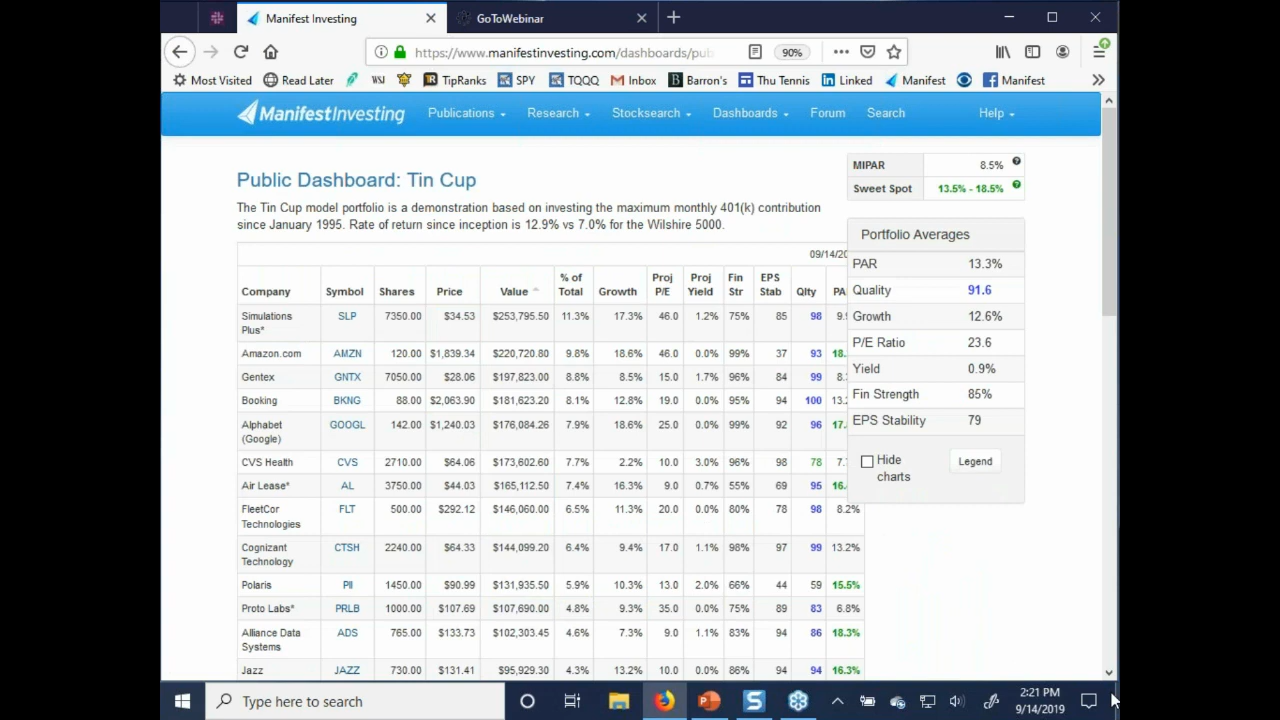 Manifest Investing
GoToWebinar
https://www.manifestinvesting.com/dashboards/pub
90%
Most Visited Read Later WSJ TipRanks SPY TQQQ Inbox Barron's Thu Tennis Linked Manifest Manifest
ManifestInvesting Publications Research Stocksearch Dashboards Forum Search Help
MIPAR 8.5%
Sweet Spot 13.5% - 18.5%
Public Dashboard: Tin Cup
The Tin Cup model portfolio is a demonstration based on investing the maximum monthly 401(k) contribution
since January 1995. Rate of return since inception is 12.9% vs 7.0% for the Wilshire 5000.
Portfolio Averages
PAR 13.3%
Quality 91.6
Growth 12.6%
P/E Ratio 23.6
Yield 0.9%
Fin Strength 85%
EPS Stability 79
Hide
charts
Legend
09/14/20
Company Symbol Shares Price Value % of Total Growth Proj P/E Proj Yield Fin Str EPS Stab Qlty PA
Simulations Plus* SLP 7350.00 $34.53 $253,795.50 11.3% 17.3% 46.0 1.2% 75% 85 98 9.
Amazon.com AMZN 120.00 $1,839.34 $220,720.80 9.8% 18.6% 46.0 0.0% 99% 37 93 18.
Gentex GNTX 7050.00 $28.06 $197,823.00 8.8% 8.5% 15.0 1.7% 96% 84 99 8.
Booking BKNG 88.00 $2,063.90 $181,623.20 8.1% 12.8% 19.0 0.0% 95% 94 100 13.
Alphabet (Google) GOOGL 142.00 $1,240.03 $176,084.26 7.9% 18.6% 25.0 0.0% 99% 92 96 17.
CVS Health CVS 2710.00 $64.06 $173,602.60 7.7% 2.2% 10.0 3.0% 96% 98 78 7.
Air Lease* AL 3750.00 $44.03 $165,112.50 7.4% 16.3% 9.0 0.7% 55% 69 95 16.
FleetCor Technologies FLT 500.00 $292.12 $146,060.00 6.5% 11.3% 20.0 0.0% 80% 78 98 8.2%
Cognizant Technology CTSH 2240.00 $64.33 $144,099.20 6.4% 9.4% 17.0 1.1% 98% 97 99 13.2%
Polaris PII 1450.00 $90.99 $131,935.50 5.9% 10.3% 13.0 2.0% 66% 44 59 15.5%
Proto Labs* PRLB 1000.00 $107.69 $107,690.00 4.8% 9.3% 35.0 0.0% 75% 89 83 6.8%
Alliance Data Systems ADS 765.00 $133.73 $102,303.45 4.6% 7.3% 9.0 1.1% 83% 94 86 18.3%
Jazz JAZZ 730.00 $131.41 $95,929.30 4.3% 13.2% 10.0 0.0% 86% 94 94 16.3%
Type here to search
2:21 PM
9/14/2019